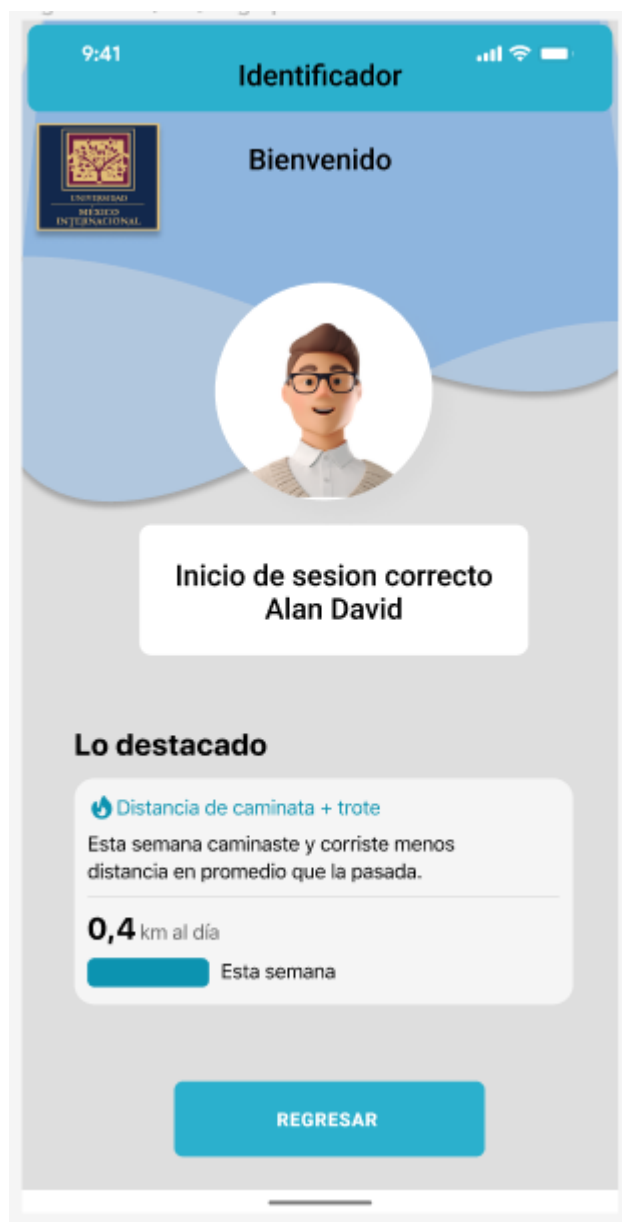 9:41
Identificador
Bienvenido
UNIVERSIDAD
MÉXICO
INTERNACIONAL
Inicio de sesion correcto
Alan David
Lo destacado
Distancia de caminata + trote
Esta semana caminaste y corriste menos
distancia en promedio que la pasada.
0,4 km al día
Esta semana
REGRESAR